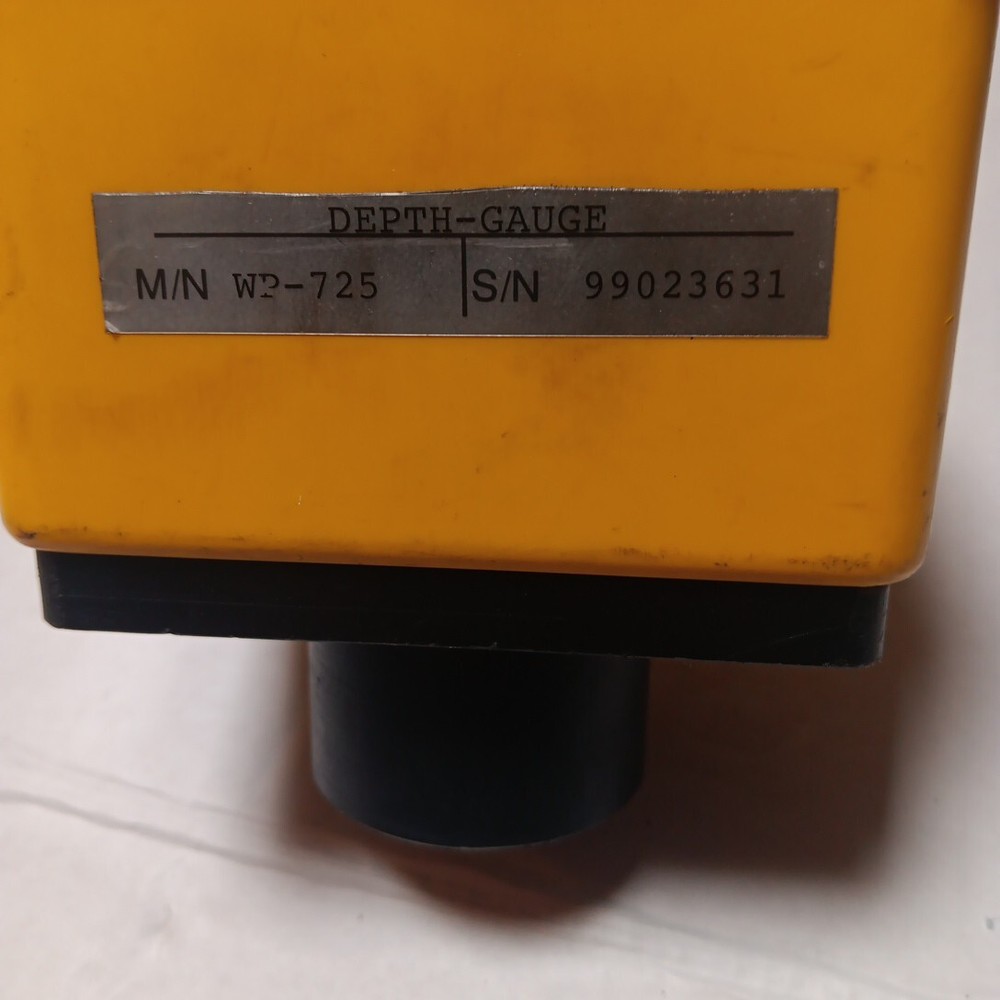 DEPTH-GAUGE
M/N WP-725 S/N 99023631